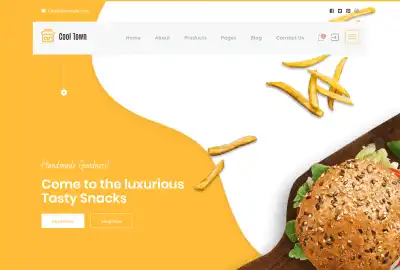 Cool Town
Home About Products Pages Blog Contact Us
Handmade Goodness!
Come to the luxurious
Tasty Snacks